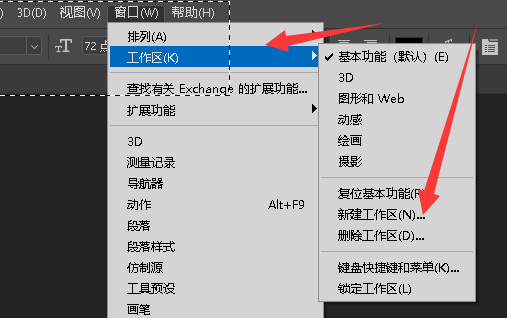 ) 3D(D) 视图(V) 窗口(W) 帮助(H)
72 点
排列(A)
工作区(K)
查找有关 Exchange 的扩展功能...
扩展功能
3D
测量记录
导航器
动作 Alt+F9
段落
段落样式
仿制源
工具预设
画笔
基本功能（默认）(E)
3D
图形和 Web
动感
绘画
摄影
复位基本功能(R)
新建工作区(N)...
删除工作区(D)...
键盘快捷键和菜单(K)...
锁定工作区(L)